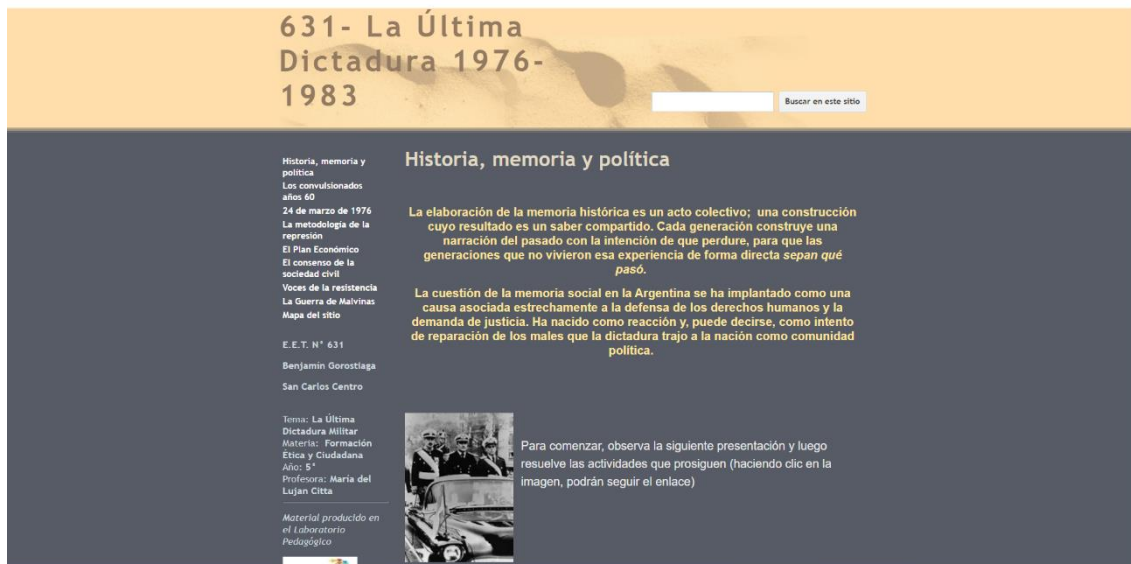 631- La Última
Dictadura 1976-
1983
Buscar en este sitio
Historia, memoria y
política
Los convulsionados
años 60
24 de marzo de 1976
La metodología de la
represión
El Plan Económico
El consenso de la
sociedad civil
Voces de la resistencia
La Guerra de Malvinas
Mapa del sitio
E.E.T. N° 631
Benjamín Gorostiaga
San Carlos Centro
Tema: La Última
Dictadura Militar
Materia: Formación
Ética y Ciudadana
Año: 5°
Profesora: María del
Lujan Citta
Material producido en
el Laboratorio
Pedagógico
Historia, memoria y política
La elaboración de la memoria histórica es un acto colectivo; una construcción
cuyo resultado es un saber compartido. Cada generación construye una
narración del pasado con la intención de que perdure, para que las
generaciones que no vivieron esa experiencia de forma directa sepan qué
pasó.
La cuestión de la memoria social en la Argentina se ha implantado como una
causa asociada estrechamente a la defensa de los derechos humanos y la
demanda de justicia. Ha nacido como reacción y, puede decirse, como intento
de reparación de los males que la dictadura trajo a la nación como comunidad
política.
Para comenzar, observa la siguiente presentación y luego
resuelve las actividades que prosiguen (haciendo clic en la
imagen, podrán seguir el enlace)